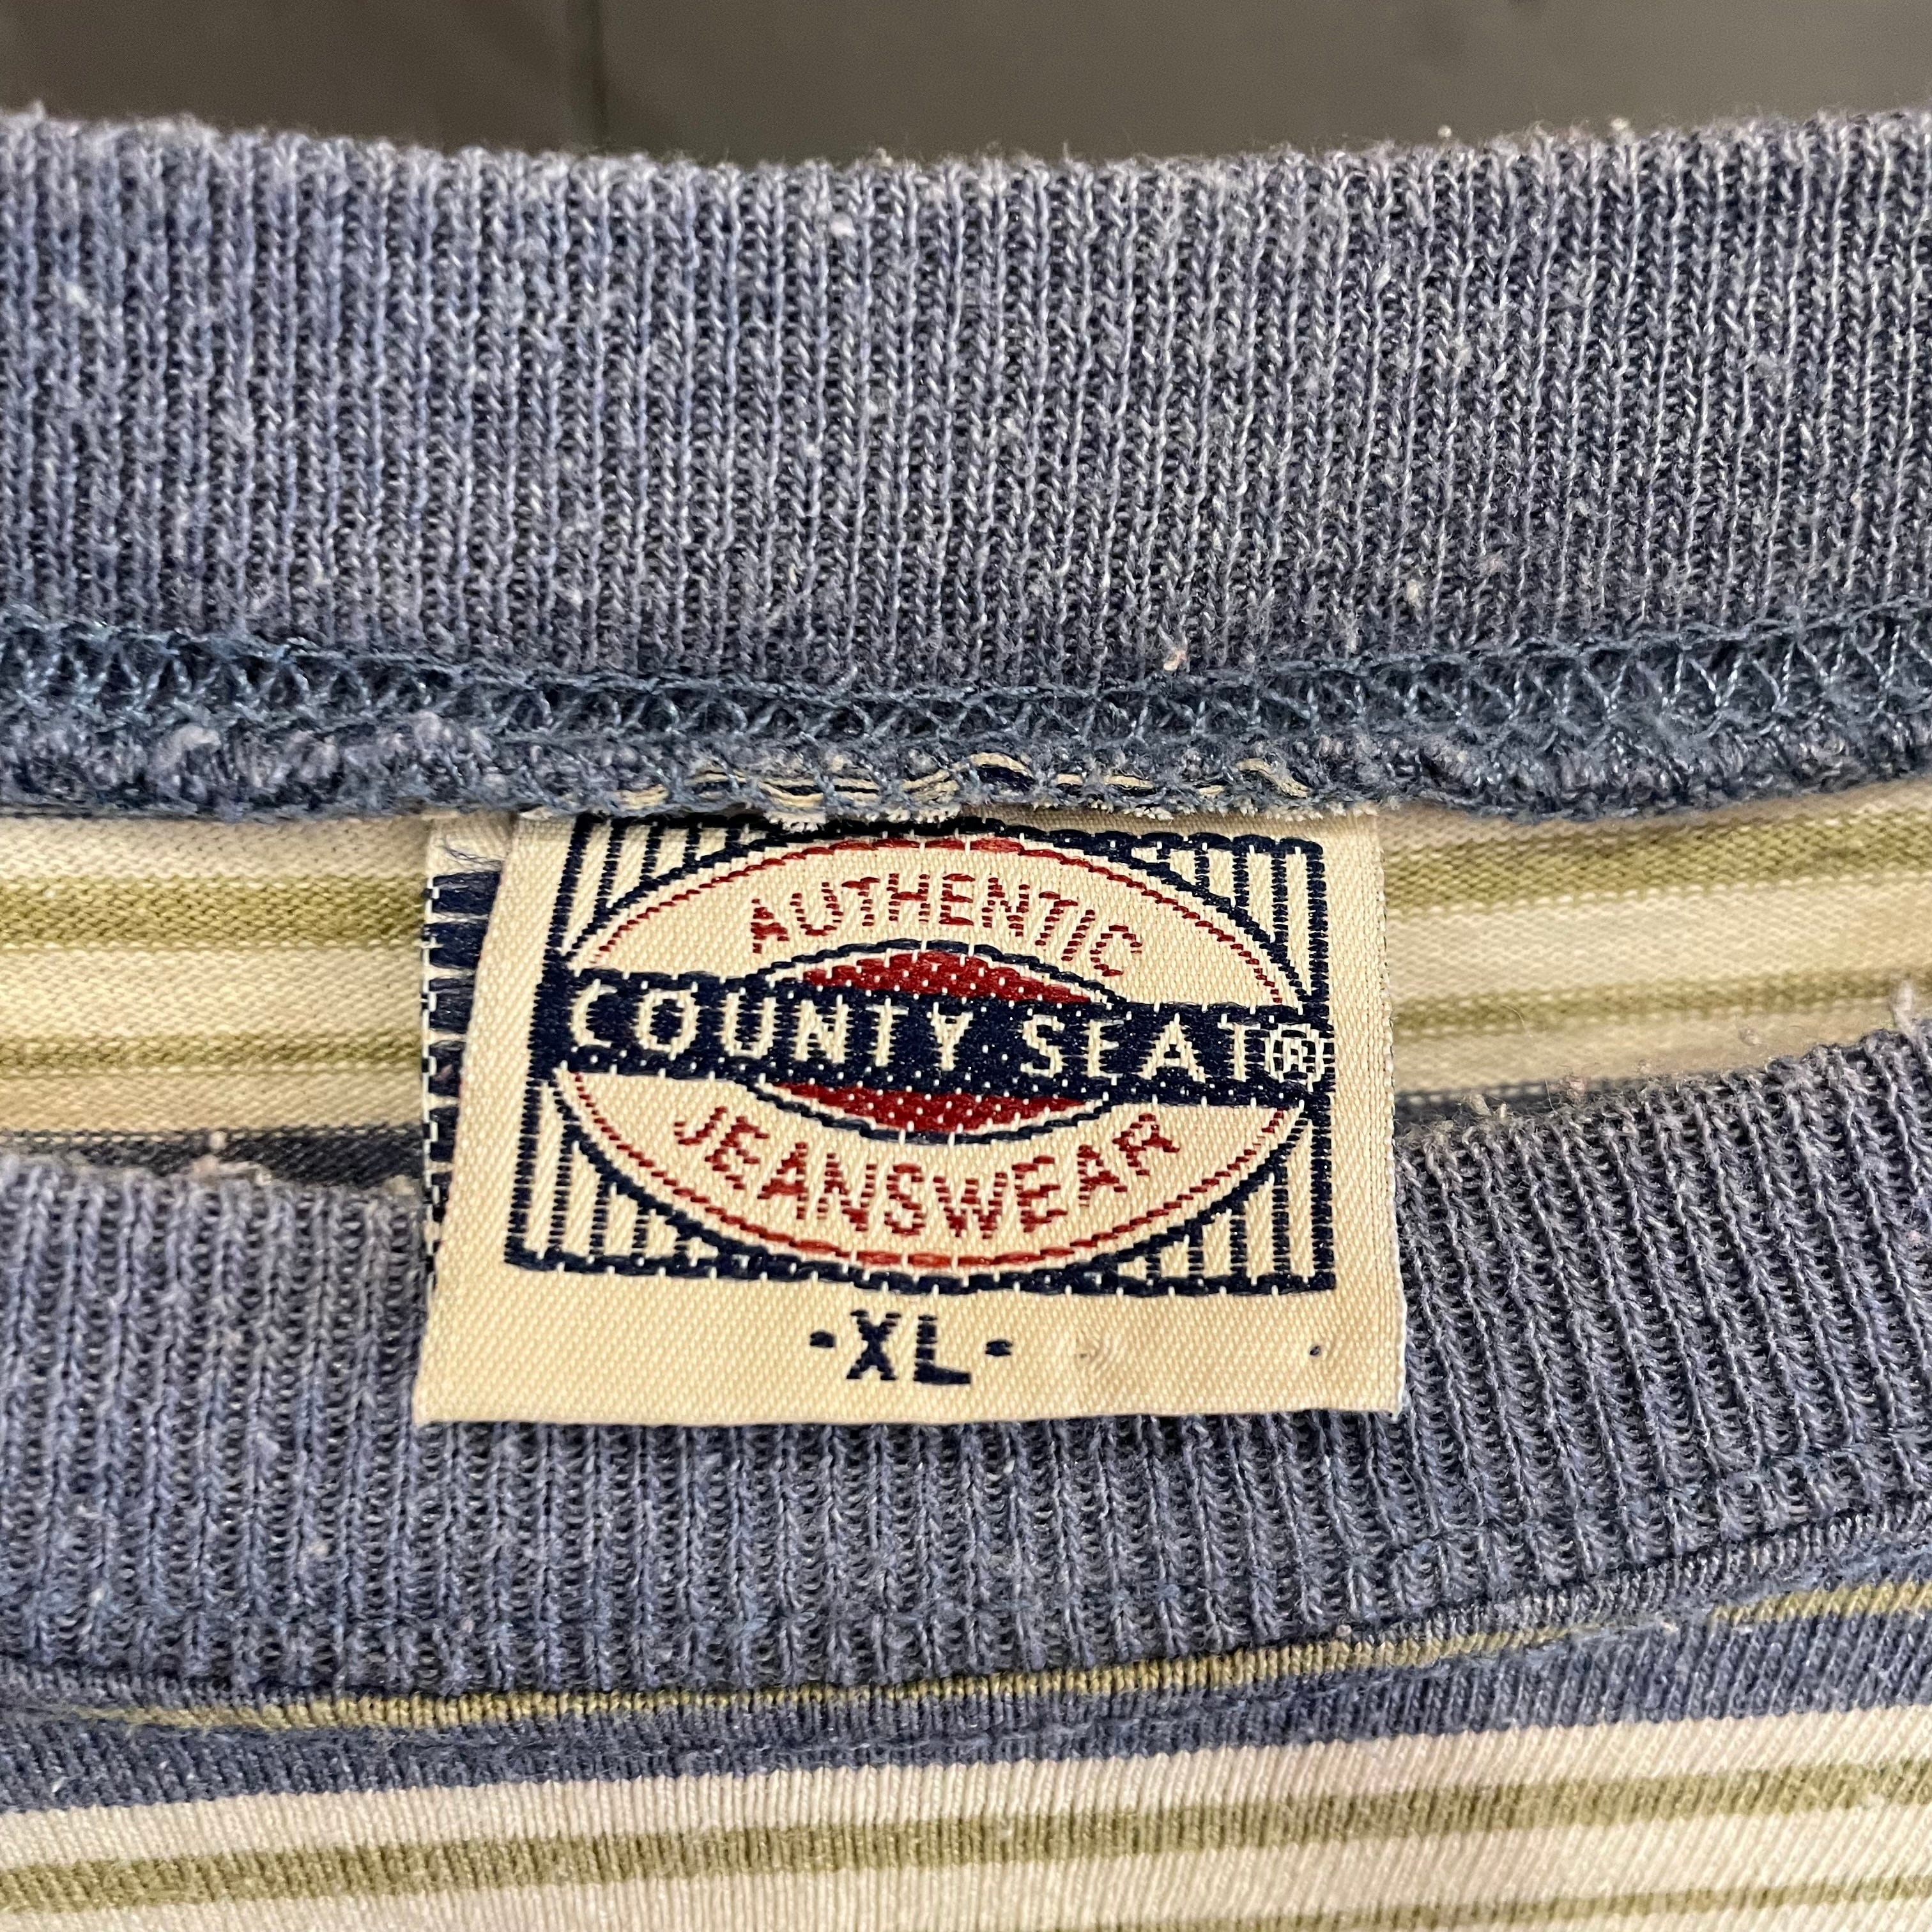 AUTHENTIC
COUNTY SEAT®
JEANSWEAR
·XL·